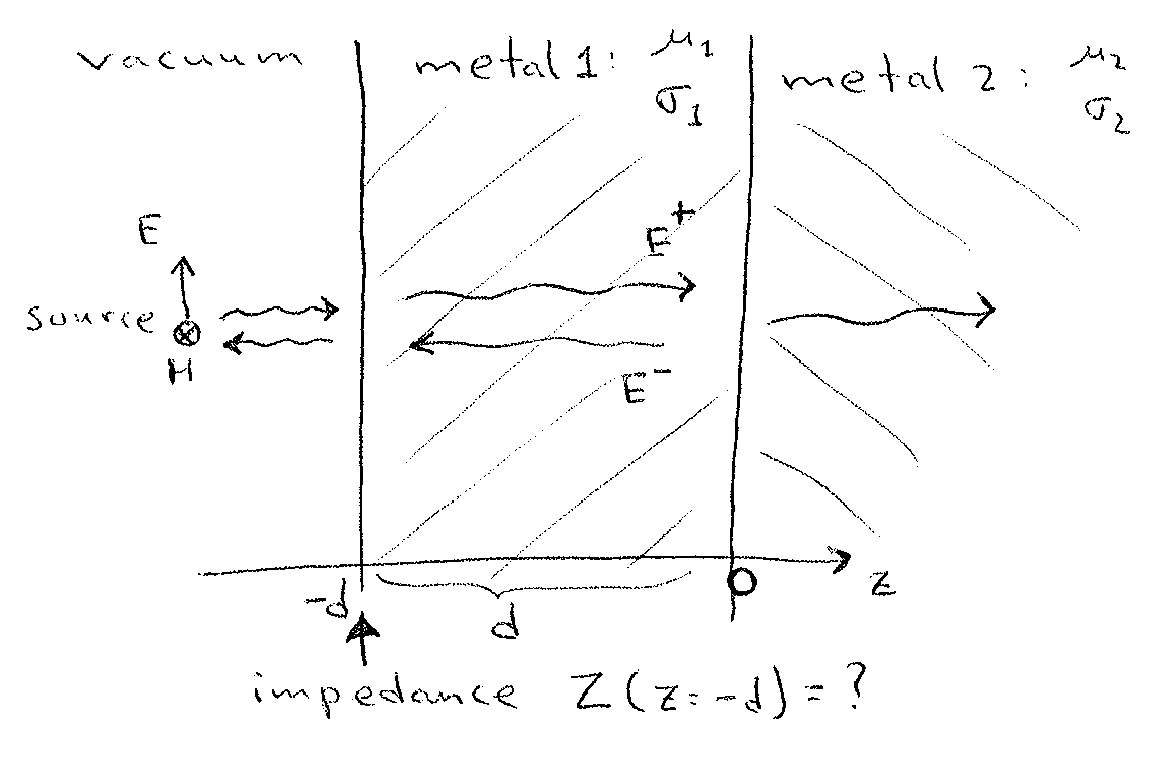 vacuum
metal 1: μ₁
σ₁
metal 2: μ₂
σ₂
E
E⁺
source
H
E⁻
-d
d
0
z
impedance Z(z=-d)=?